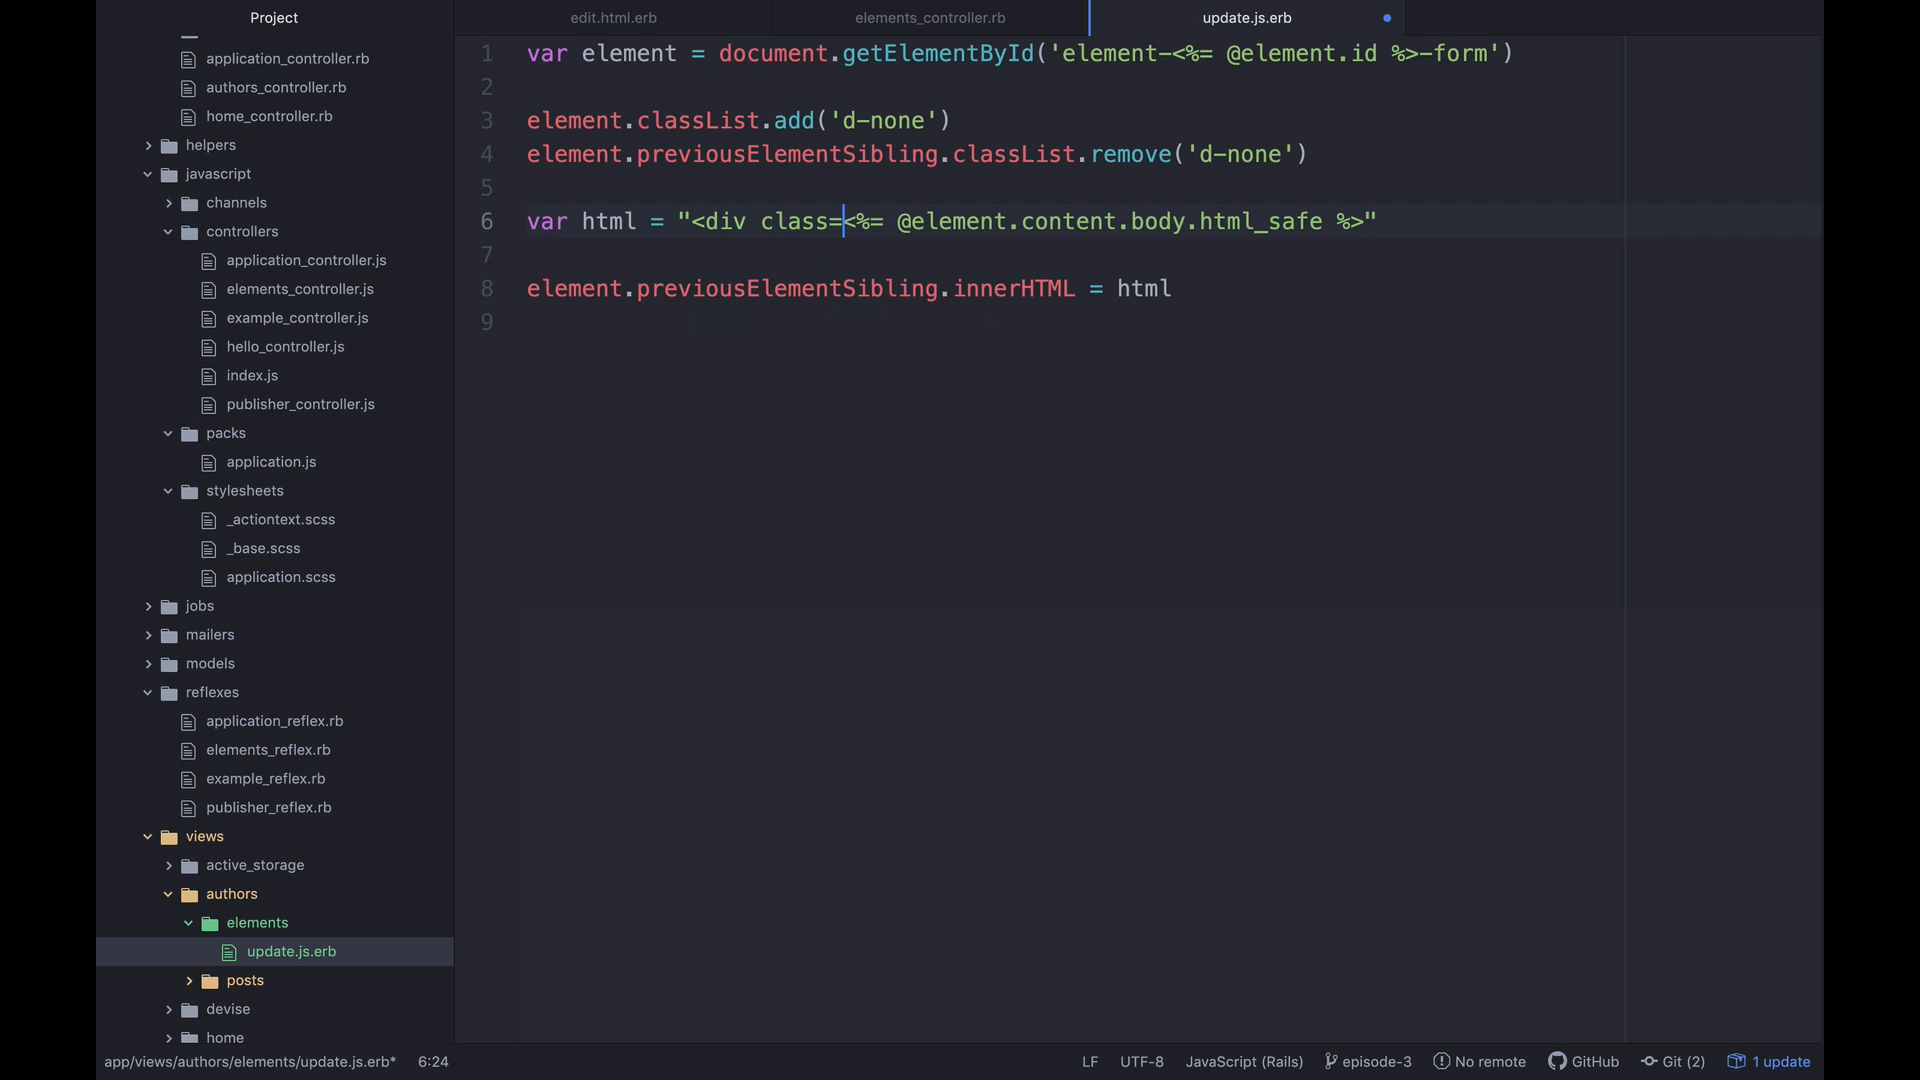 Project
edit.html.erb
elements_controller.rb
update.js.erb
application_controller.rb
authors_controller.rb
home_controller.rb
helpers
javascript
channels
controllers
application_controller.js
elements_controller.js
example_controller.js
hello_controller.js
index.js
publisher_controller.js
packs
application.js
stylesheets
_actiontext.scss
_base.scss
application.scss
jobs
mailers
models
reflexes
application_reflex.rb
elements_reflex.rb
example_reflex.rb
publisher_reflex.rb
views
active_storage
authors
elements
update.js.erb
posts
devise
home
1 var element = document.getElementById('element-<%= @element.id %>-form')
2
3 element.classList.add('d-none')
4 element.previousElementSibling.classList.remove('d-none')
5
6 var html = "<div class=<%= @element.content.body.html_safe %>"
7
8 element.previousElementSibling.innerHTML = html
9
app/views/authors/elements/update.js.erb* 6:24 LF UTF-8 JavaScript (Rails) episode-3 No remote GitHub Git (2) 1 update